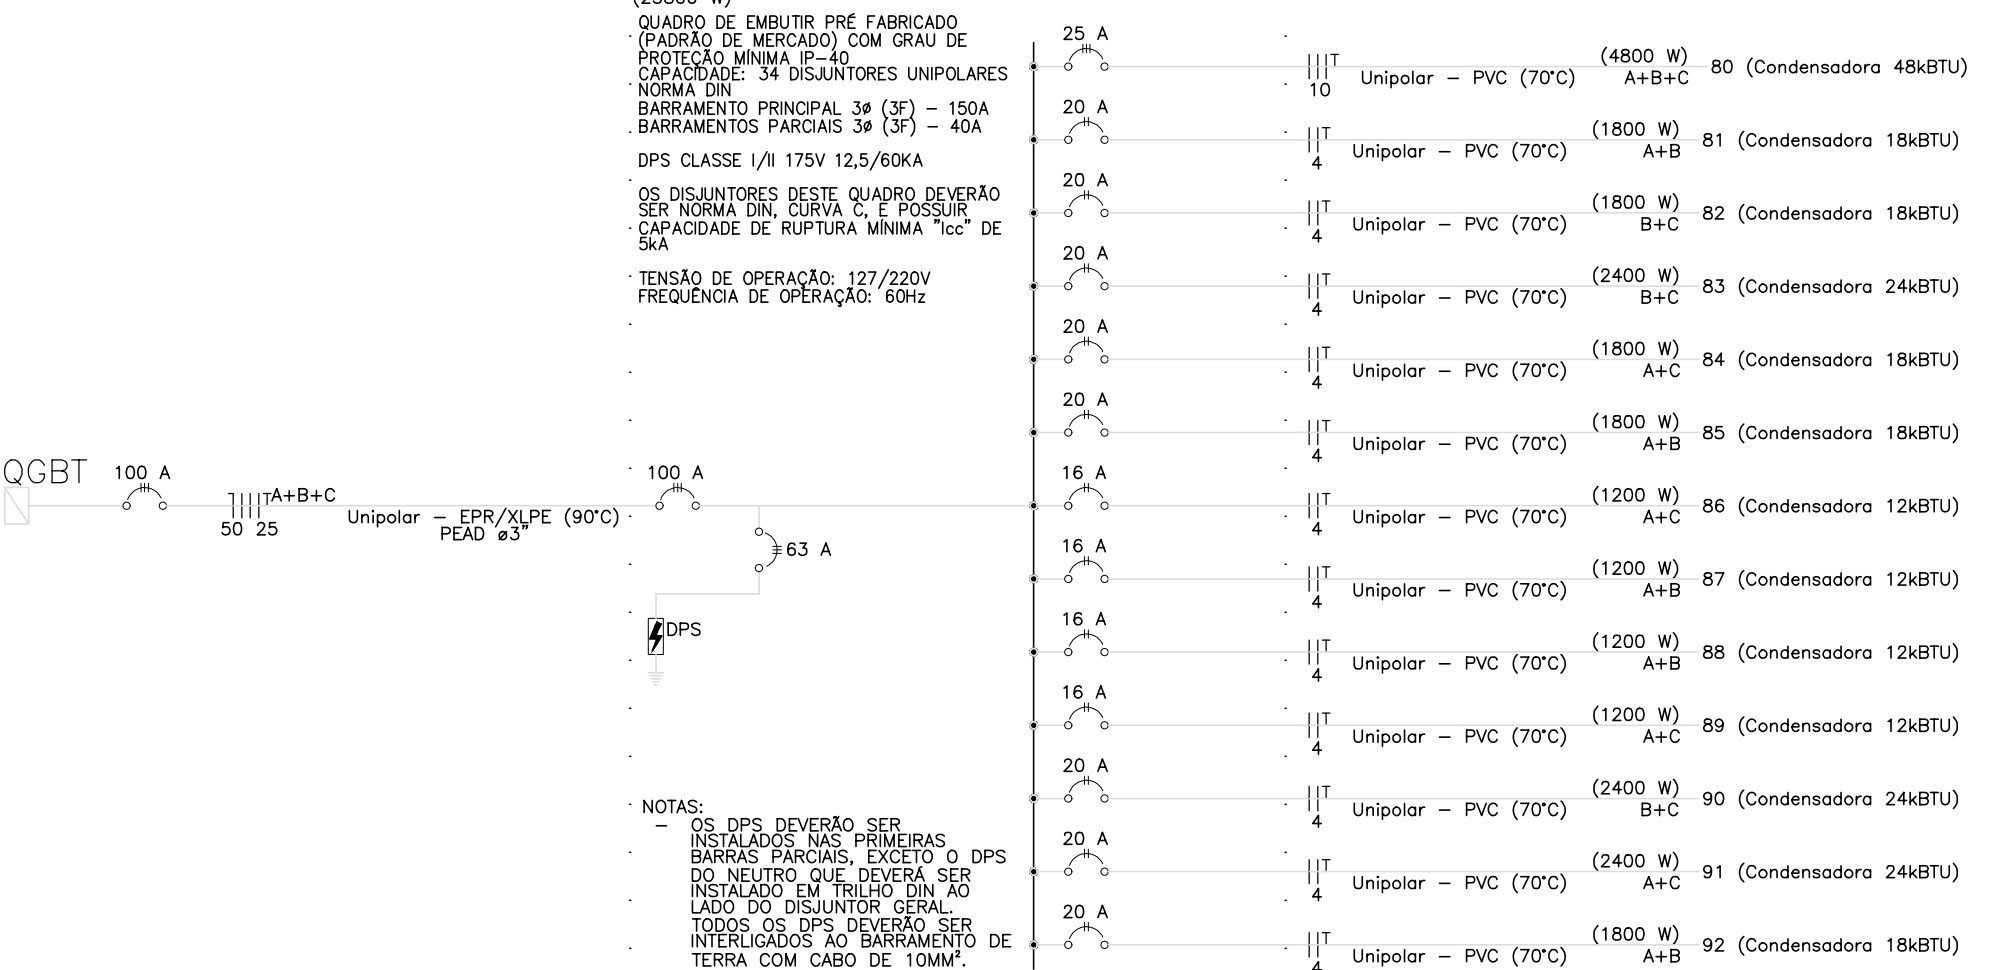 QUADRO DE EMBUTIR PRÉ FABRICADO
(PADRÃO DE MERCADO) COM GRAU DE
PROTEÇÃO MÍNIMA IP-40
CAPACIDADE: 34 DISJUNTORES UNIPOLARES
NORMA DIN
BARRAMENTO PRINCIPAL 3ø (3F) - 150A
BARRAMENTOS PARCIAIS 3ø (3F) - 40A
DPS CLASSE I/II 175V 12,5/60KA
OS DISJUNTORES DESTE QUADRO DEVERÃO
SER NORMA DIN, CURVA C, E POSSUIR
CAPACIDADE DE RUPTURA MÍNIMA "Icc" DE
5kA
TENSÃO DE OPERAÇÃO: 127/220V
FREQUÊNCIA DE OPERAÇÃO: 60Hz
QGBT
100 A
A+B+C
50 25
Unipolar - EPR/XLPE (90°C)
PEAD ø3"
100 A
63 A
DPS
NOTAS:
- OS DPS DEVERÃO SER
INSTALADOS NAS PRIMEIRAS
BARRAS PARCIAIS, EXCETO O DPS
DO NEUTRO QUE DEVERÁ SER
INSTALADO EM TRILHO DIN AO
LADO DO DISJUNTOR GERAL.
TODOS OS DPS DEVERÃO SER
INTERLIGADOS AO BARRAMENTO DE
TERRA COM CABO DE 10MM².
25 A
10
Unipolar - PVC (70°C)
(4800 W)
A+B+C
80 (Condensadora 48kBTU)
20 A
4
Unipolar - PVC (70°C)
(1800 W)
A+B
81 (Condensadora 18kBTU)
20 A
4
Unipolar - PVC (70°C)
(1800 W)
B+C
82 (Condensadora 18kBTU)
20 A
4
Unipolar - PVC (70°C)
(2400 W)
B+C
83 (Condensadora 24kBTU)
20 A
4
Unipolar - PVC (70°C)
(1800 W)
A+C
84 (Condensadora 18kBTU)
20 A
4
Unipolar - PVC (70°C)
(1800 W)
A+B
85 (Condensadora 18kBTU)
16 A
4
Unipolar - PVC (70°C)
(1200 W)
A+C
86 (Condensadora 12kBTU)
16 A
4
Unipolar - PVC (70°C)
(1200 W)
A+B
87 (Condensadora 12kBTU)
16 A
4
Unipolar - PVC (70°C)
(1200 W)
A+B
88 (Condensadora 12kBTU)
16 A
4
Unipolar - PVC (70°C)
(1200 W)
A+C
89 (Condensadora 12kBTU)
20 A
4
Unipolar - PVC (70°C)
(2400 W)
B+C
90 (Condensadora 24kBTU)
20 A
4
Unipolar - PVC (70°C)
(2400 W)
A+C
91 (Condensadora 24kBTU)
20 A
4
Unipolar - PVC (70°C)
(1800 W)
A+B
92 (Condensadora 18kBTU)